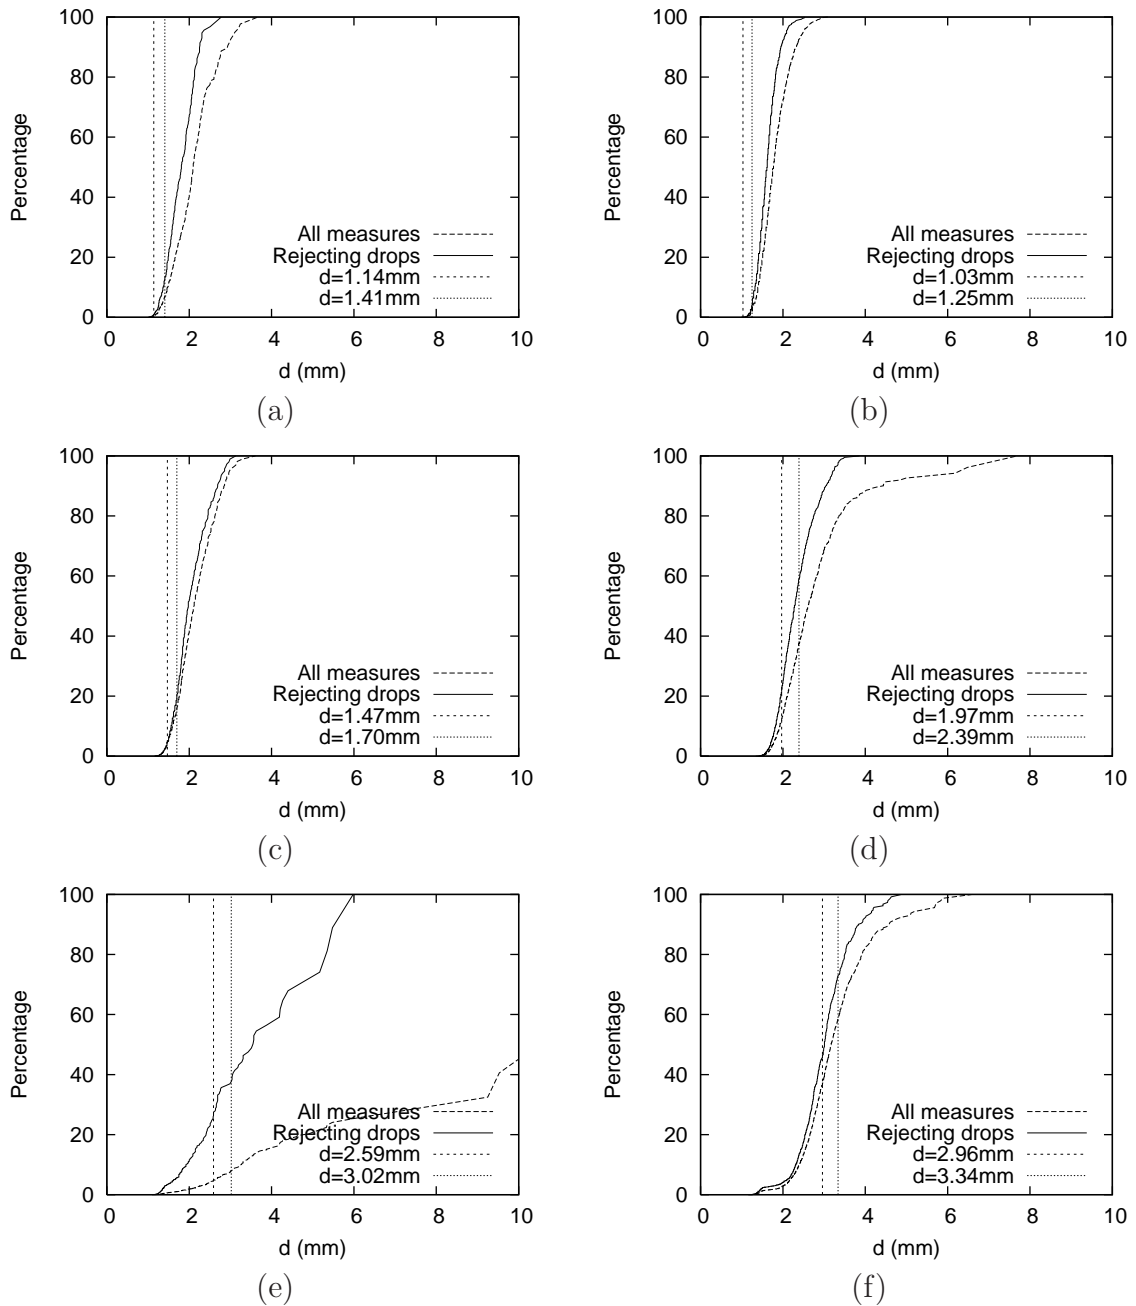 100
80
60
40
20
0
Percentage
All measures
Rejecting drops
d=1.14mm
d=1.41mm
0 2 4 6 8 10
d (mm)
(a)
100
80
60
40
20
0
Percentage
All measures
Rejecting drops
d=1.03mm
d=1.25mm
0 2 4 6 8 10
d (mm)
(b)
100
80
60
40
20
0
Percentage
All measures
Rejecting drops
d=1.47mm
d=1.70mm
0 2 4 6 8 10
d (mm)
(c)
100
80
60
40
20
0
Percentage
All measures
Rejecting drops
d=1.97mm
d=2.39mm
0 2 4 6 8 10
d (mm)
(d)
100
80
60
40
20
0
Percentage
All measures
Rejecting drops
d=2.59mm
d=3.02mm
0 2 4 6 8 10
d (mm)
(e)
100
80
60
40
20
0
Percentage
All measures
Rejecting drops
d=2.96mm
d=3.34mm
0 2 4 6 8 10
d (mm)
(f)